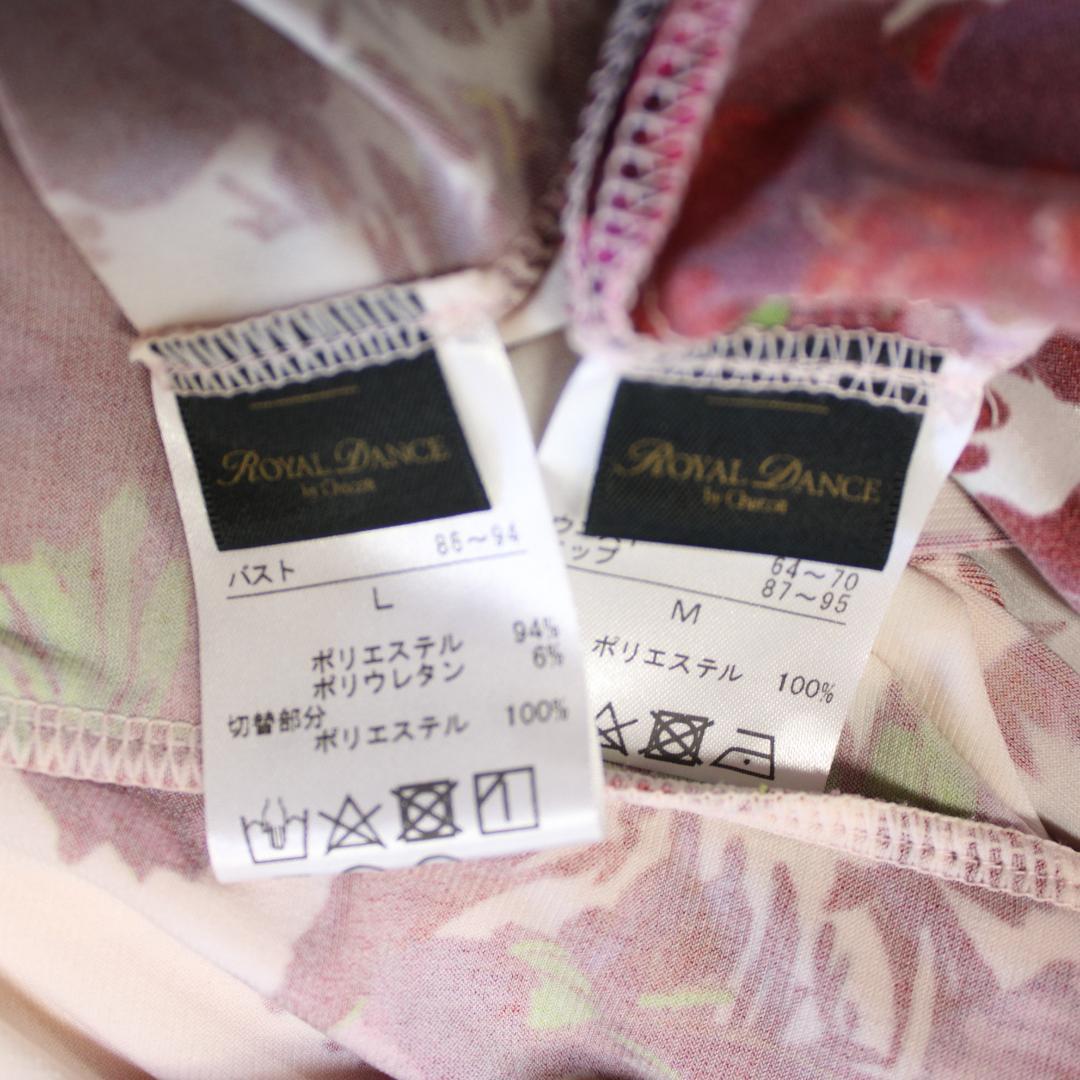 ROYAL DANCE
by Chacott
86～94
バスト
L
ポリエステル 94%
ポリウレタン 6%
切替部分
ポリエステル 100%
ROYAL DANCE
by Chacott
64～70
87～95
M
ポリエステル 100%